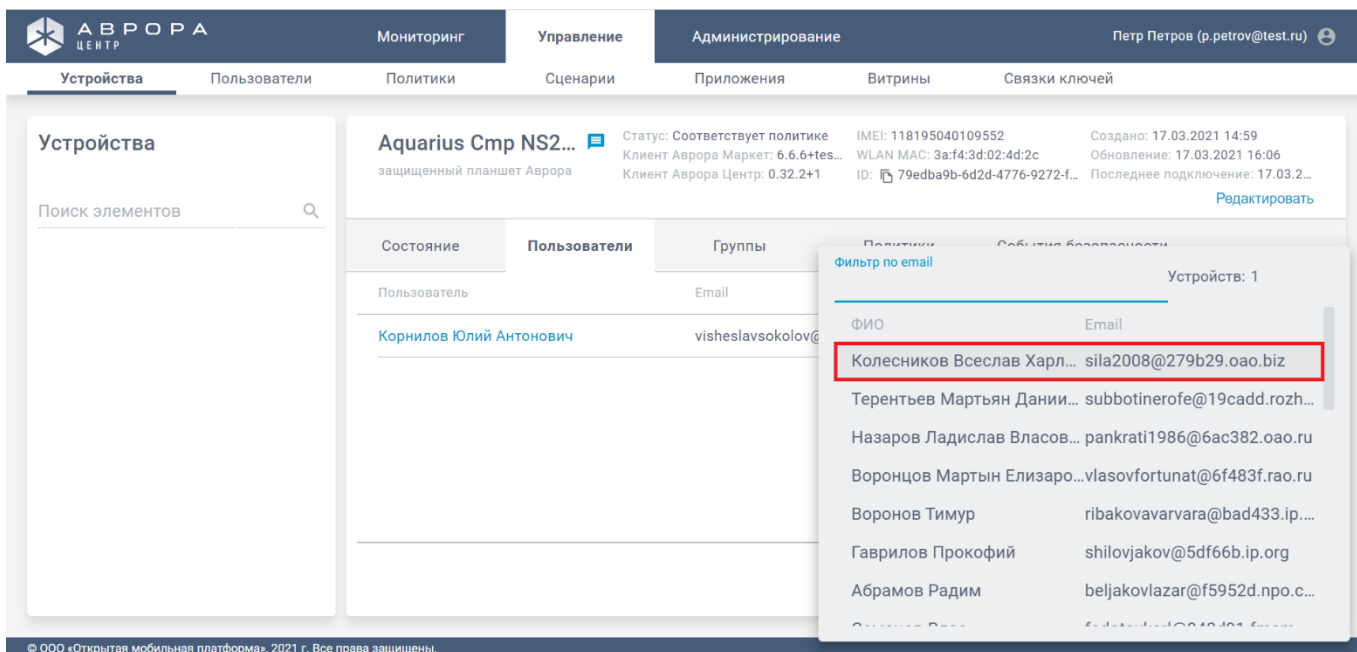 АВРОРА
ЦЕНТР
Мониторинг Управление Администрирование Петр Петров (p.petrov@test.ru)
Устройства Пользователи Политики Сценарии Приложения Витрины Связки ключей
Устройства
Поиск элементов
Aquarius Cmp NS2...
защищенный планшет Аврора
Статус: Соответствует политике
Клиент Аврора Маркет: 6.6.6+tes...
Клиент Аврора Центр: 0.32.2+1
IMEI: 118195040109552
WLAN MAC: 3a:f4:3d:02:4d:2c
ID: 79edba9b-6d2d-4776-9272-f...
Создано: 17.03.2021 14:59
Обновление: 17.03.2021 16:06
Последнее подключение: 17.03.2...
Редактировать
Состояние Пользователи Группы Политики События безопасности
Пользователь Email
Корнилов Юлий Антонович visheslavsokolov@
Фильтр по email
Устройств: 1
ФИО Email
Колесников Всеслав Харл... sila2008@279b29.oao.biz
Терентьев Мартьян Дании... subbotinerofe@19cadd.rozh...
Назаров Ладислав Власов... pankrati1986@6ac382.oao.ru
Воронцов Мартын Елизаро... vlasovfortunat@6f483f.rao.ru
Воронов Тимур ribakovavarvara@bad433.ip....
Гаврилов Прокофий shilovjakov@5df66b.ip.org
Абрамов Радим beljakovlazar@f5952d.npo.c...
© ООО «Открытая мобильная платформа», 2021 г. Все права защищены.